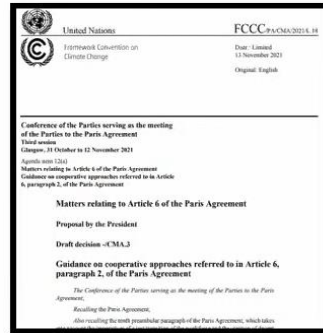 United Nations
FCCC/PA/CMA/2021/L.18
Framework Convention on
Climate Change
Distr.: Limited
13 November 2021
Original: English
Conference of the Parties serving as the meeting
of the Parties to the Paris Agreement
Third session
Glasgow, 31 October to 12 November 2021
Agenda item 12(a)
Matters relating to Article 6 of the Paris Agreement
Guidance on cooperative approaches referred to in Article
6, paragraph 2, of the Paris Agreement
Matters relating to Article 6 of the Paris Agreement
Proposal by the President
Draft decision -/CMA.3
Guidance on cooperative approaches referred to in Article 6,
paragraph 2, of the Paris Agreement
The Conference of the Parties serving as the meeting of the Parties to the Paris
Agreement,
Recalling the Paris Agreement,
Also recalling the tenth preambular paragraph of the Paris Agreement, which takes